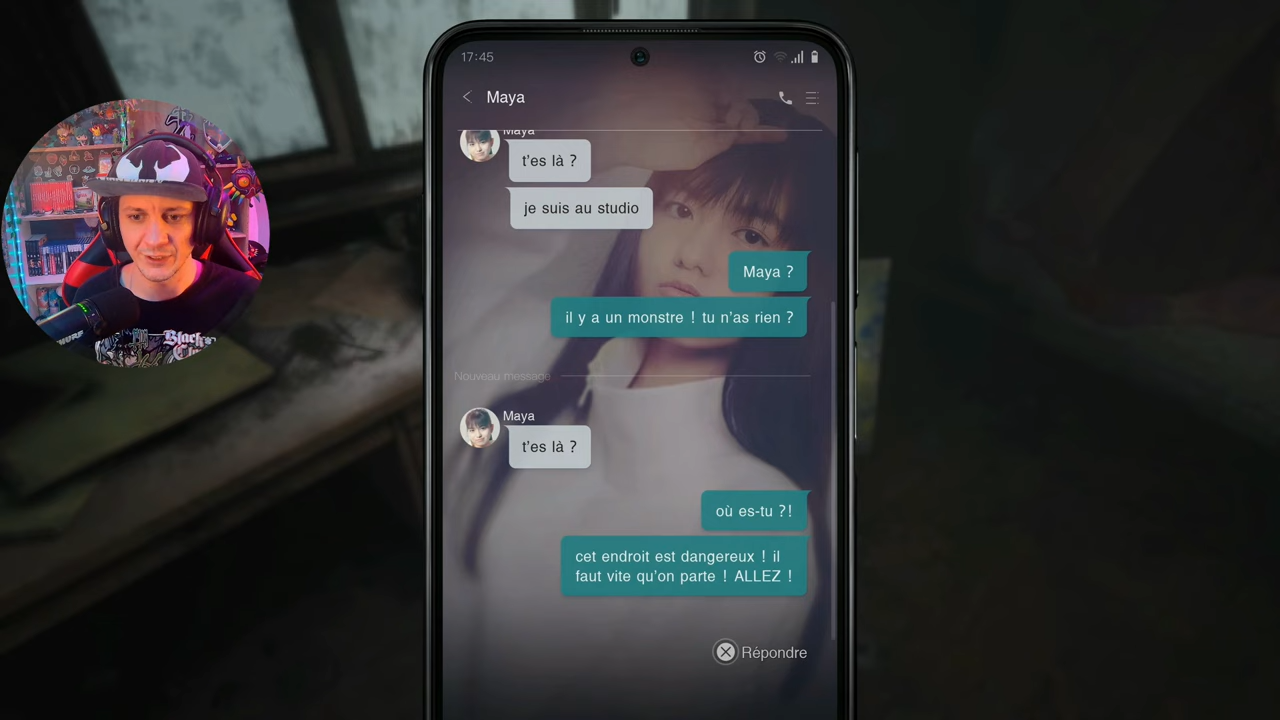 17:45
Maya
Maya
t'es là ?
je suis au studio
Maya ?
il y a un monstre ! tu n'as rien ?
Nouveau message
Maya
t'es là ?
où es-tu ?!
cet endroit est dangereux ! il
faut vite qu'on parte ! ALLEZ !
Répondre
Black